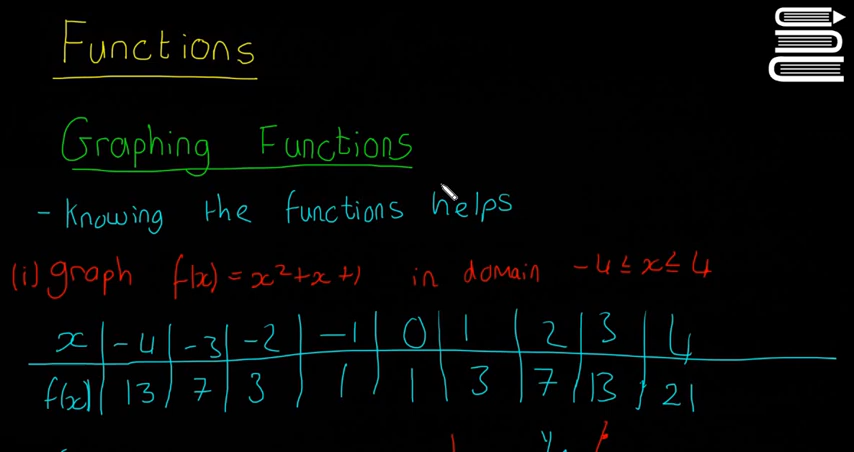 Functions
Graphing Functions
- Knowing the functions helps
(i) graph f(x) = x²+x+1 in domain -4 ≤ x ≤ 4
x | -4 | -3 | -2 | -1 | 0 | 1 | 2 | 3 | 4
f(x) | 13 | 7 | 3 | 1 | 1 | 3 | 7 | 13 | 21
y